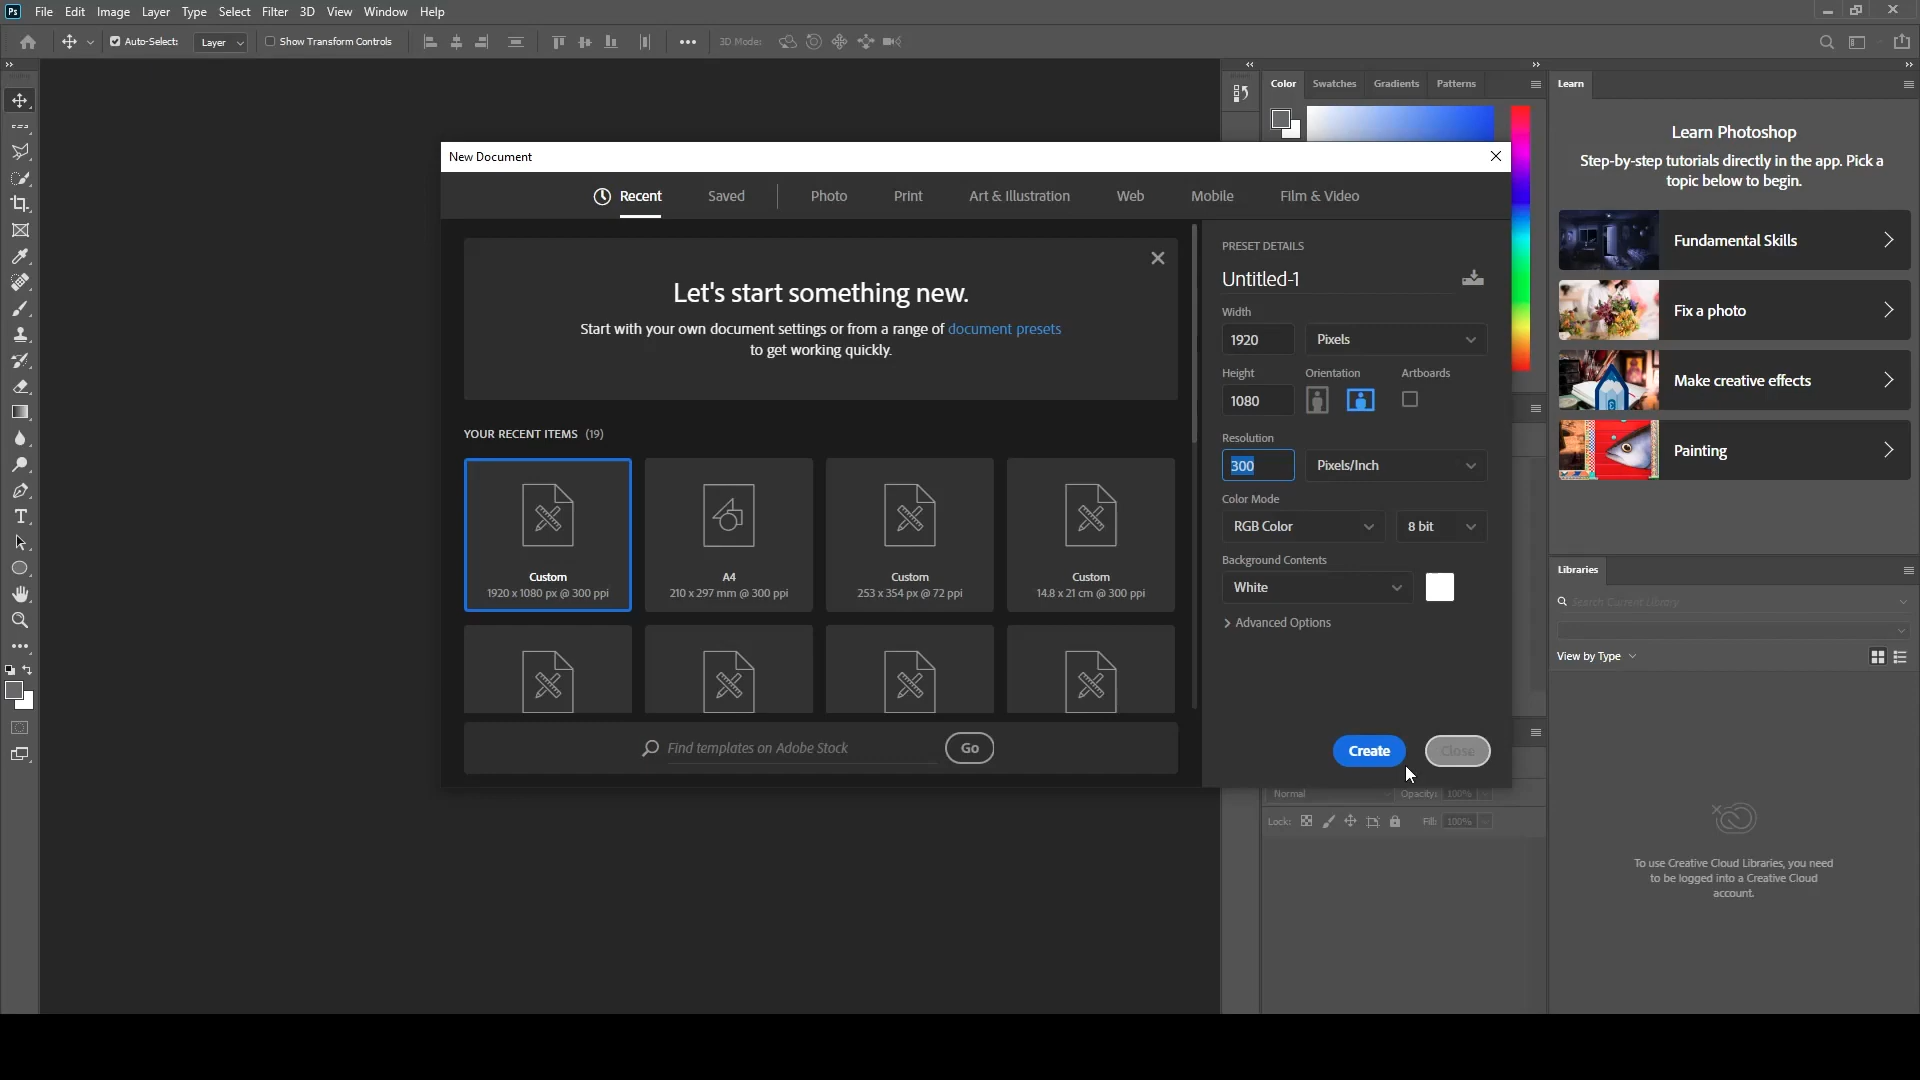 Ps File Edit Image Layer Type Select Filter 3D View Window Help
Auto-Select: Layer Show Transform Controls 3D Mode:
Color Swatches Gradients Patterns
Learn
Learn Photoshop
Step-by-step tutorials directly in the app. Pick a
topic below to begin.
Fundamental Skills
Fix a photo
Make creative effects
Painting
New Document
Recent Saved Photo Print Art & Illustration Web Mobile Film & Video
Let's start something new.
Start with your own document settings or from a range of document presets
to get working quickly.
YOUR RECENT ITEMS (19)
Custom
1920 x 1080 px @ 300 ppi
A4
210 x 297 mm @ 300 ppi
Custom
253 x 354 px @ 72 ppi
Custom
14.8 x 21 cm @ 300 ppi
Find templates on Adobe Stock Go
PRESET DETAILS
Untitled-1
Width
1920 Pixels
Height Orientation Artboards
1080
Resolution
300 Pixels/Inch
Color Mode
RGB Color 8 bit
Background Contents
White
Advanced Options
Create Close
Normal Opacity: 100%
Lock: Fill: 100%
Libraries
Search Current Library
View by Type
To use Creative Cloud Libraries, you need
to be logged into a Creative Cloud
account.